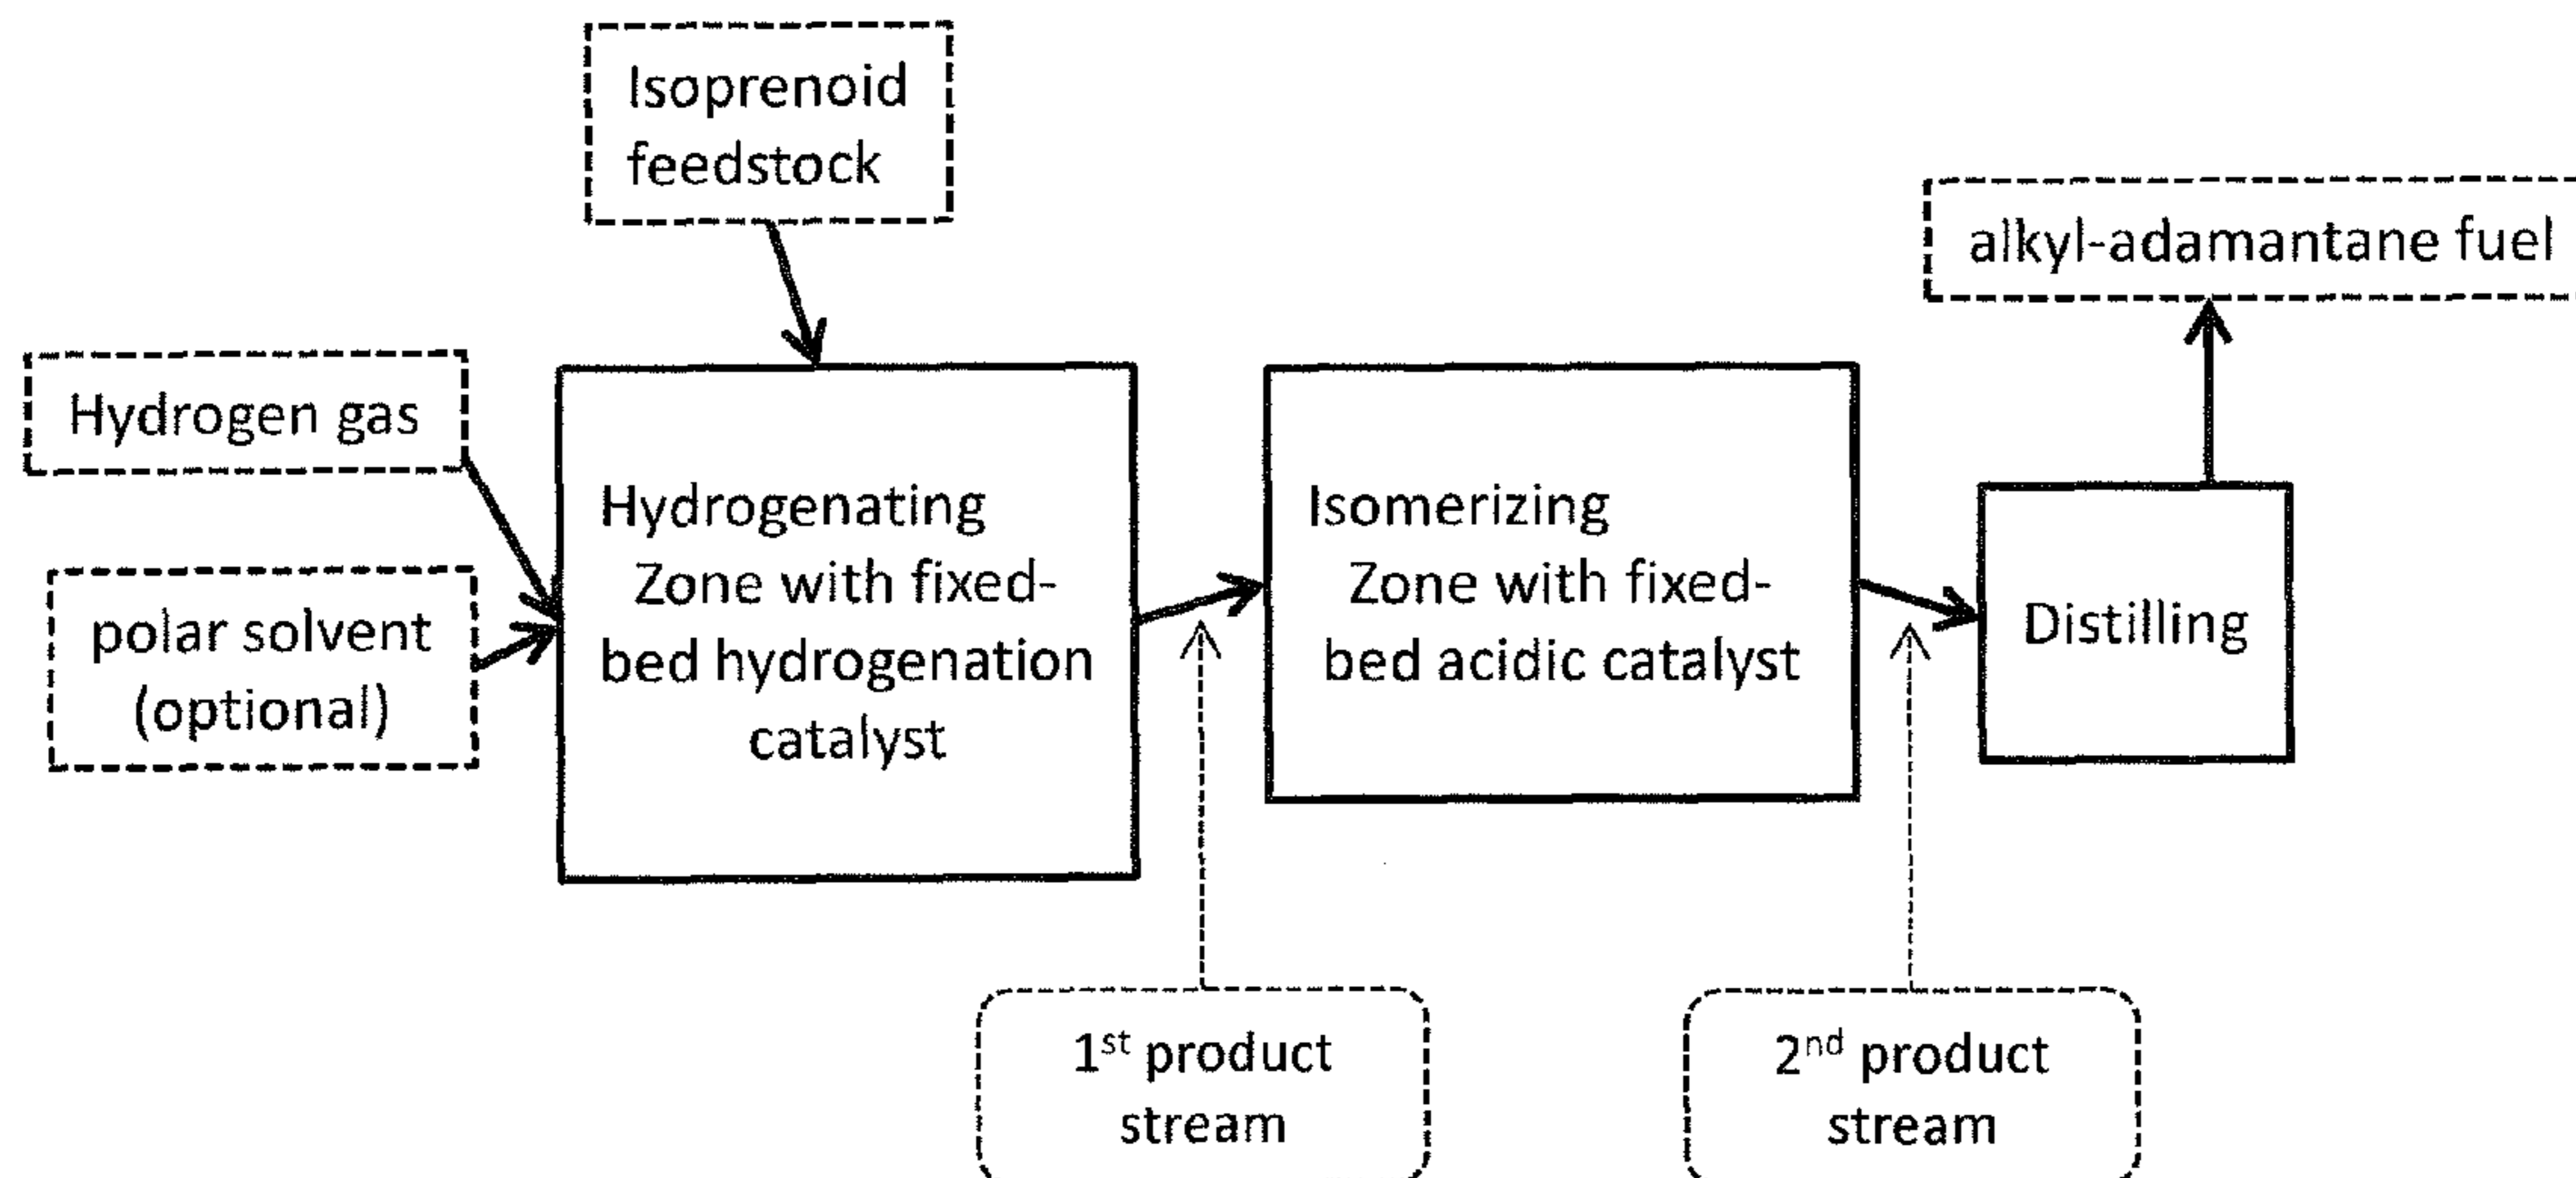 Isoprenoid
feedstock
alkyl-adamantane fuel
Hydrogen gas
polar solvent
(optional)
Hydrogenating
Zone with fixed-
bed hydrogenation
catalyst
Isomerizing
Zone with fixed-
bed acidic catalyst
Distilling
1st product
stream
2nd product
stream